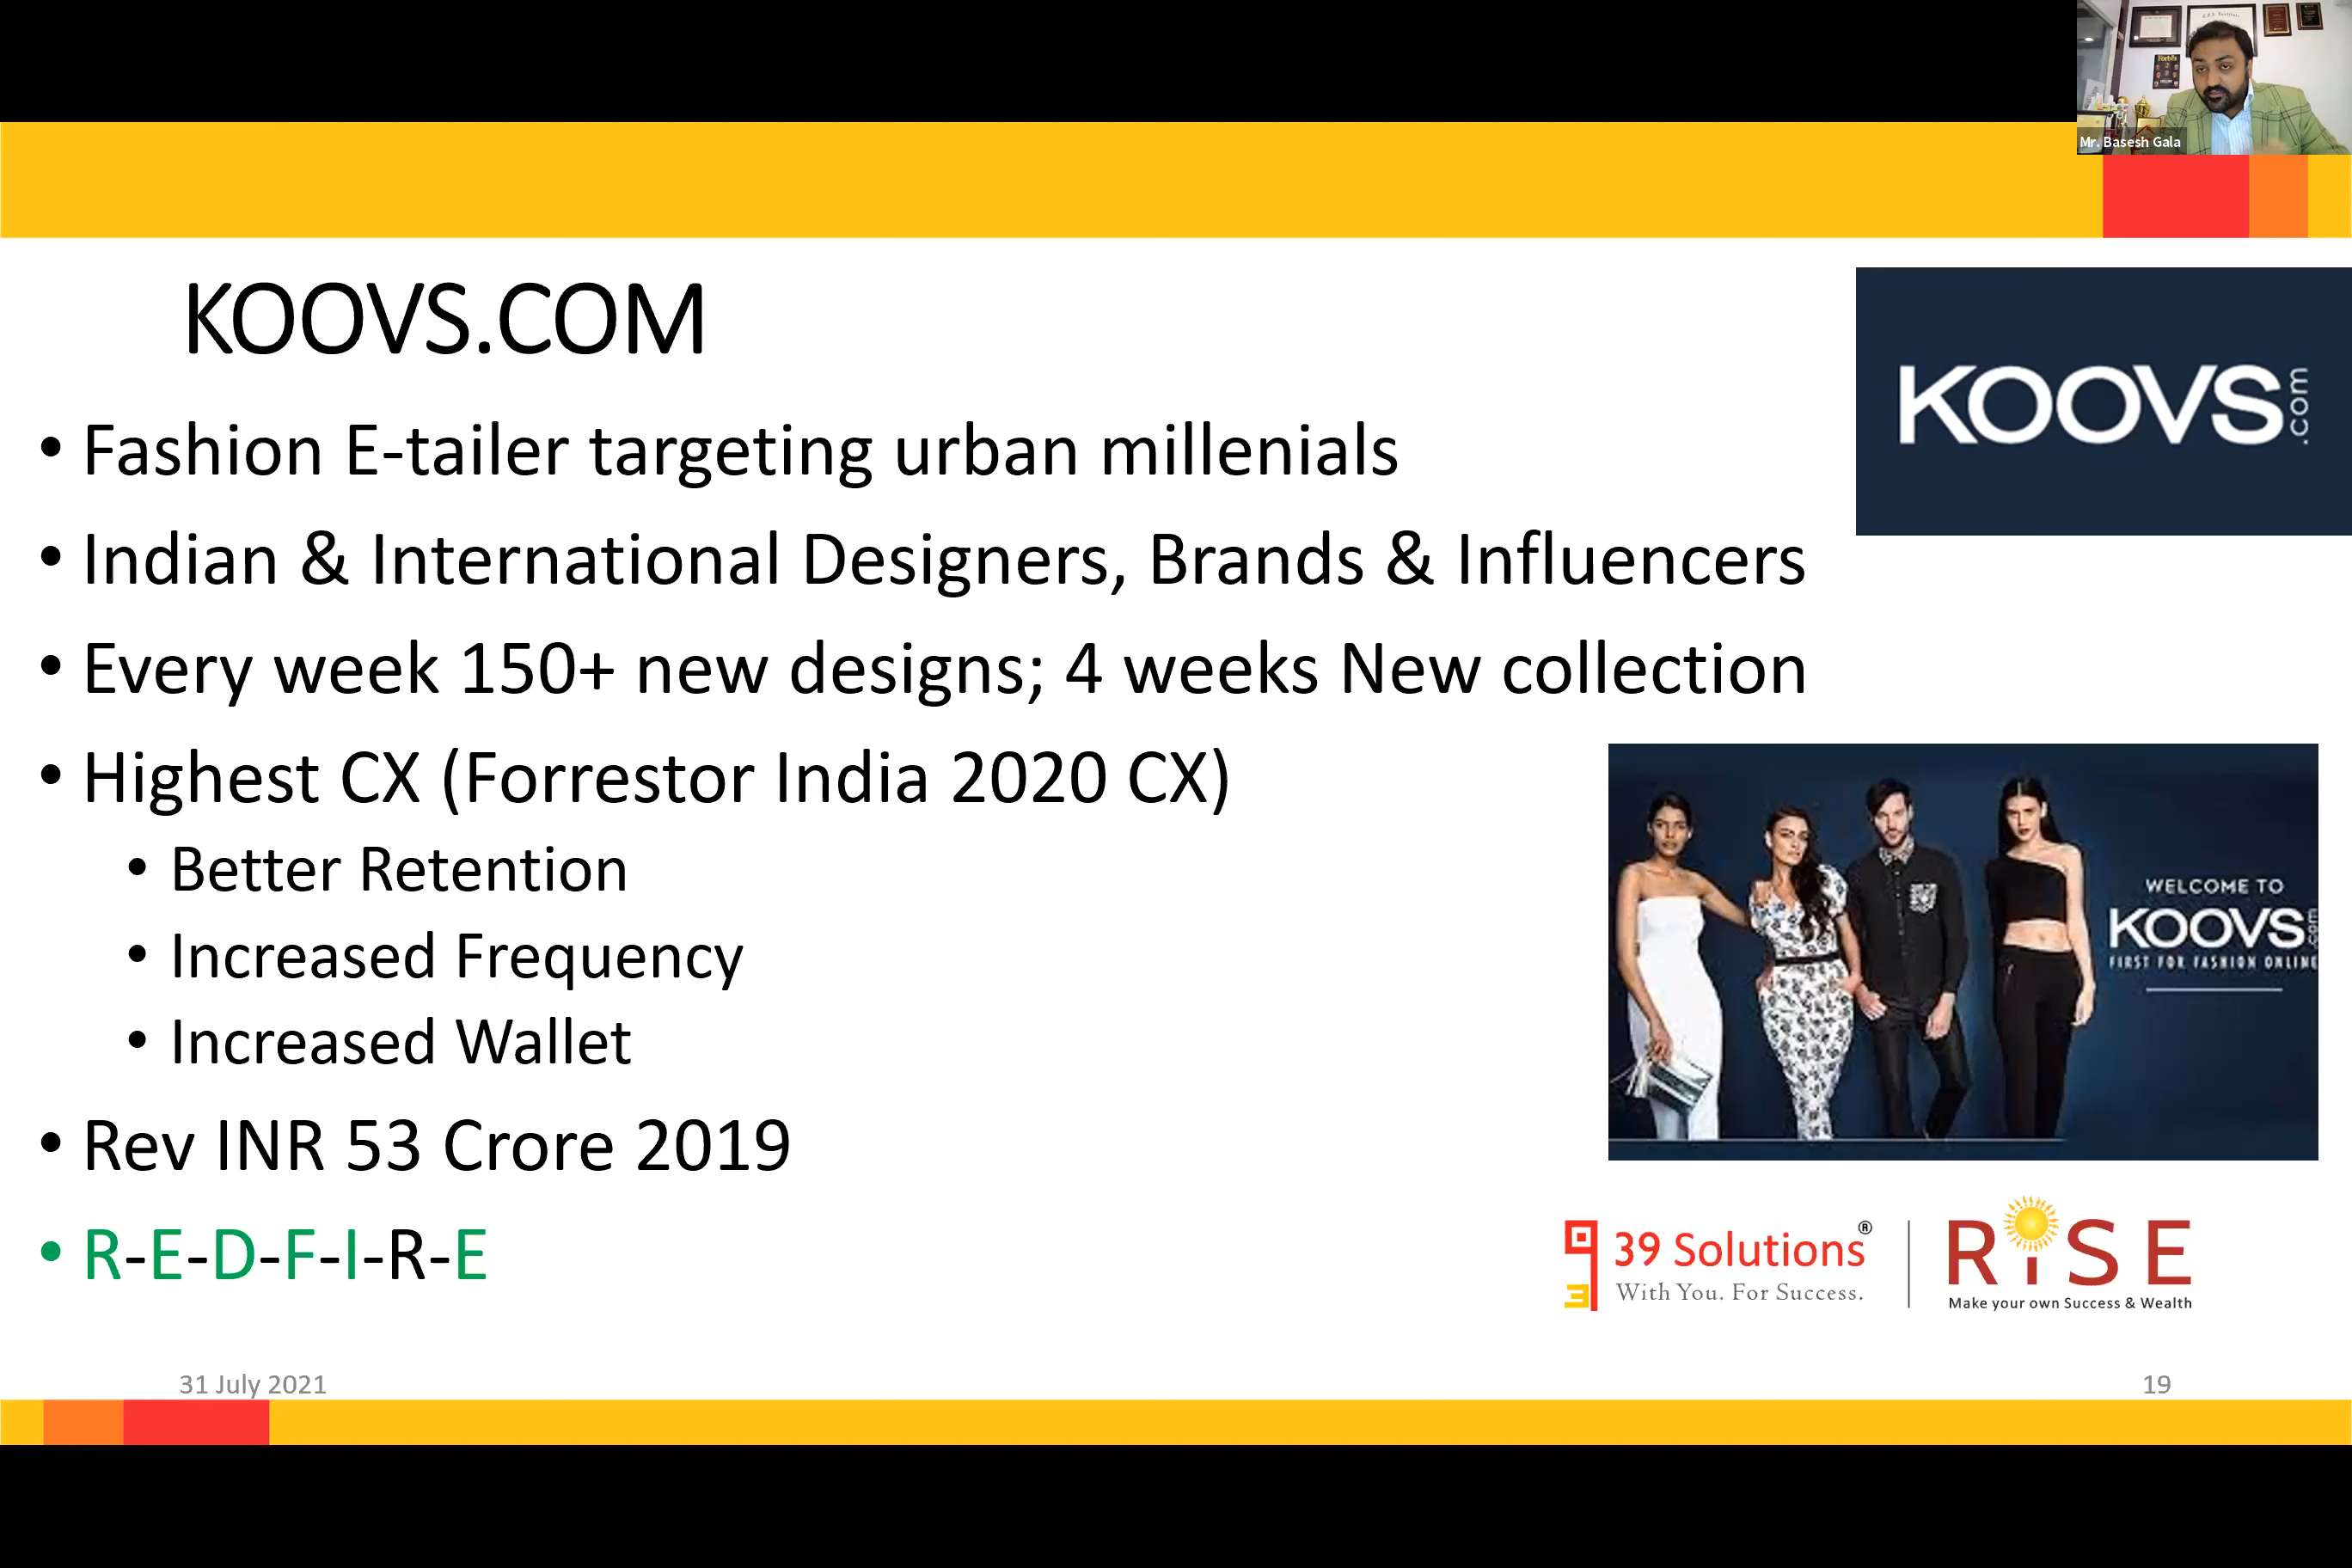 Mr. Basesh Gala
KOOVS.COM
KOOVS.com
• Fashion E-tailer targeting urban millenials
• Indian & International Designers, Brands & Influencers
• Every week 150+ new designs; 4 weeks New collection
• Highest CX (Forrestor India 2020 CX)
• Better Retention
• Increased Frequency
• Increased Wallet
• Rev INR 53 Crore 2019
• R-E-D-F-I-R-E
WELCOME TO
KOOVS.com
FIRST FOR FASHION ONLINE
39 Solutions®
With You. For Success.
RiSE
Make your own Success & Wealth
31 July 2021
19